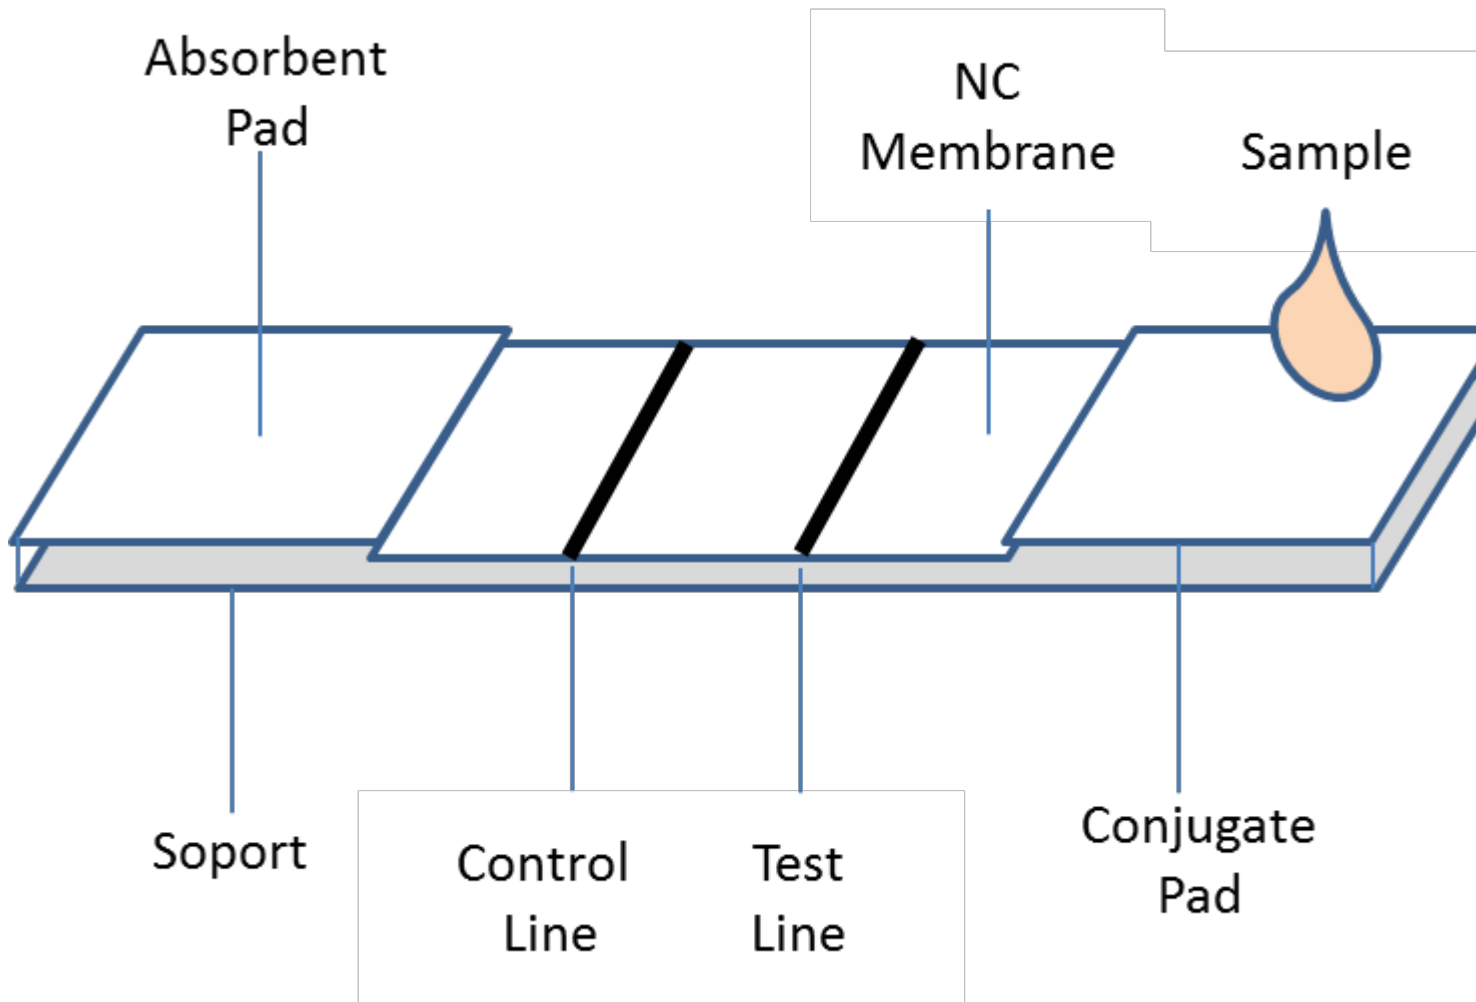 Absorbent
Pad
NC
Membrane
Sample
Soport
Control
Line
Test
Line
Conjugate
Pad